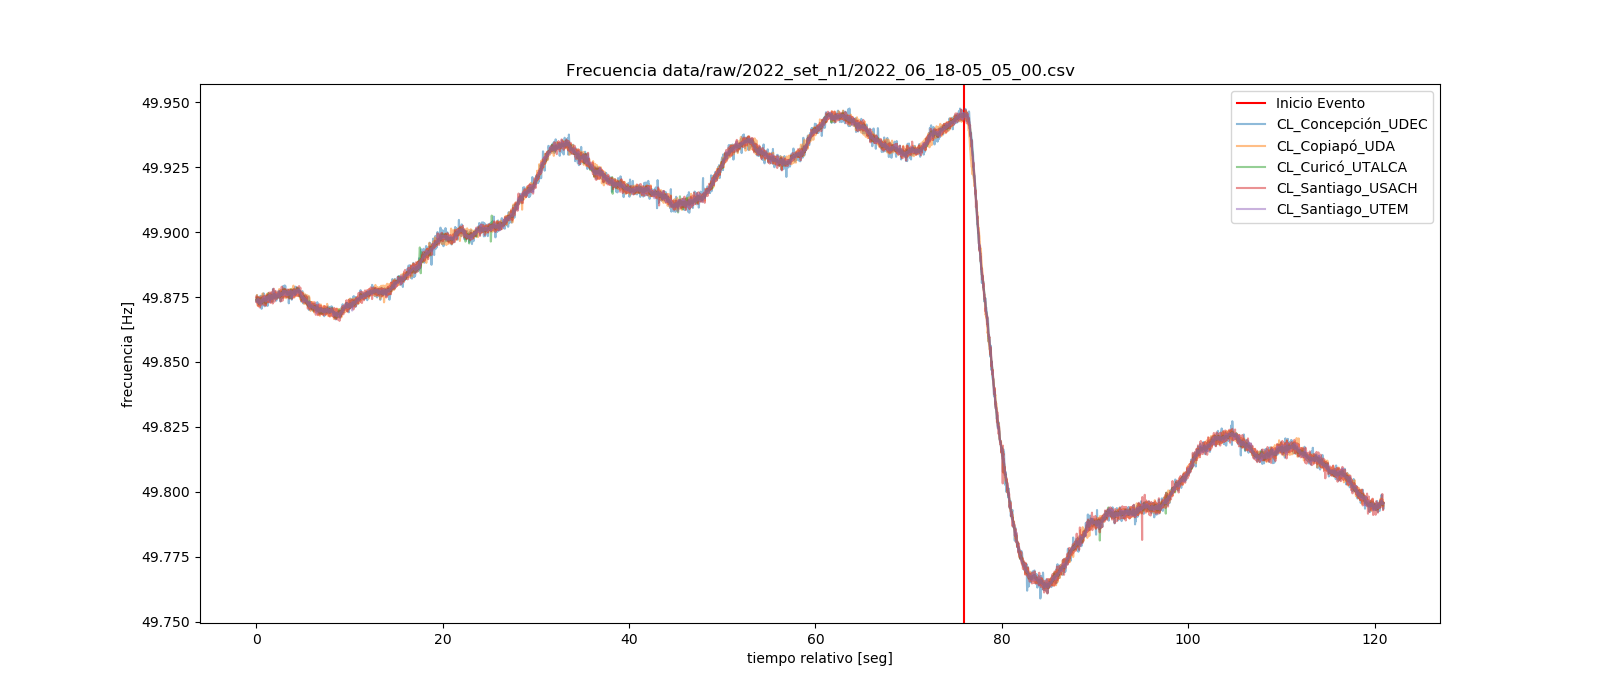 Frecuencia data/raw/2022_set_n1/2022_06_18-05_05_00.csv
49.950
49.925
49.900
49.875
49.850
49.825
49.800
49.775
49.750
frecuencia [Hz]
Inicio Evento
CL_Concepción_UDEC
CL_Copiapó_UDA
CL_Curicó_UTALCA
CL_Santiago_USACH
CL_Santiago_UTEM
0 20 40 60 80 100 120
tiempo relativo [seg]